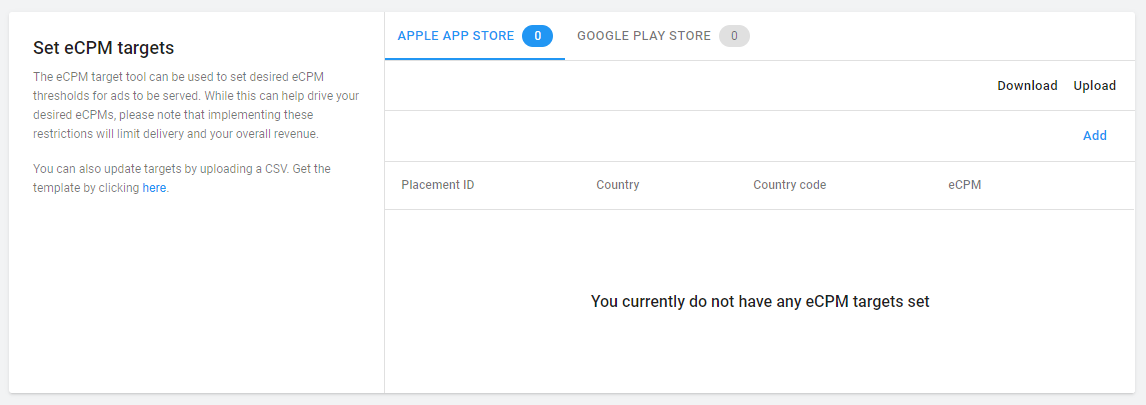 Set eCPM targets
The eCPM target tool can be used to set desired eCPM
thresholds for ads to be served. While this can help drive your
desired eCPMs, please note that implementing these
restrictions will limit delivery and your overall revenue.
You can also update targets by uploading a CSV. Get the
template by clicking here.
APPLE APP STORE 0 GOOGLE PLAY STORE 0
Download Upload
Add
Placement ID Country Country code eCPM
You currently do not have any eCPM targets set